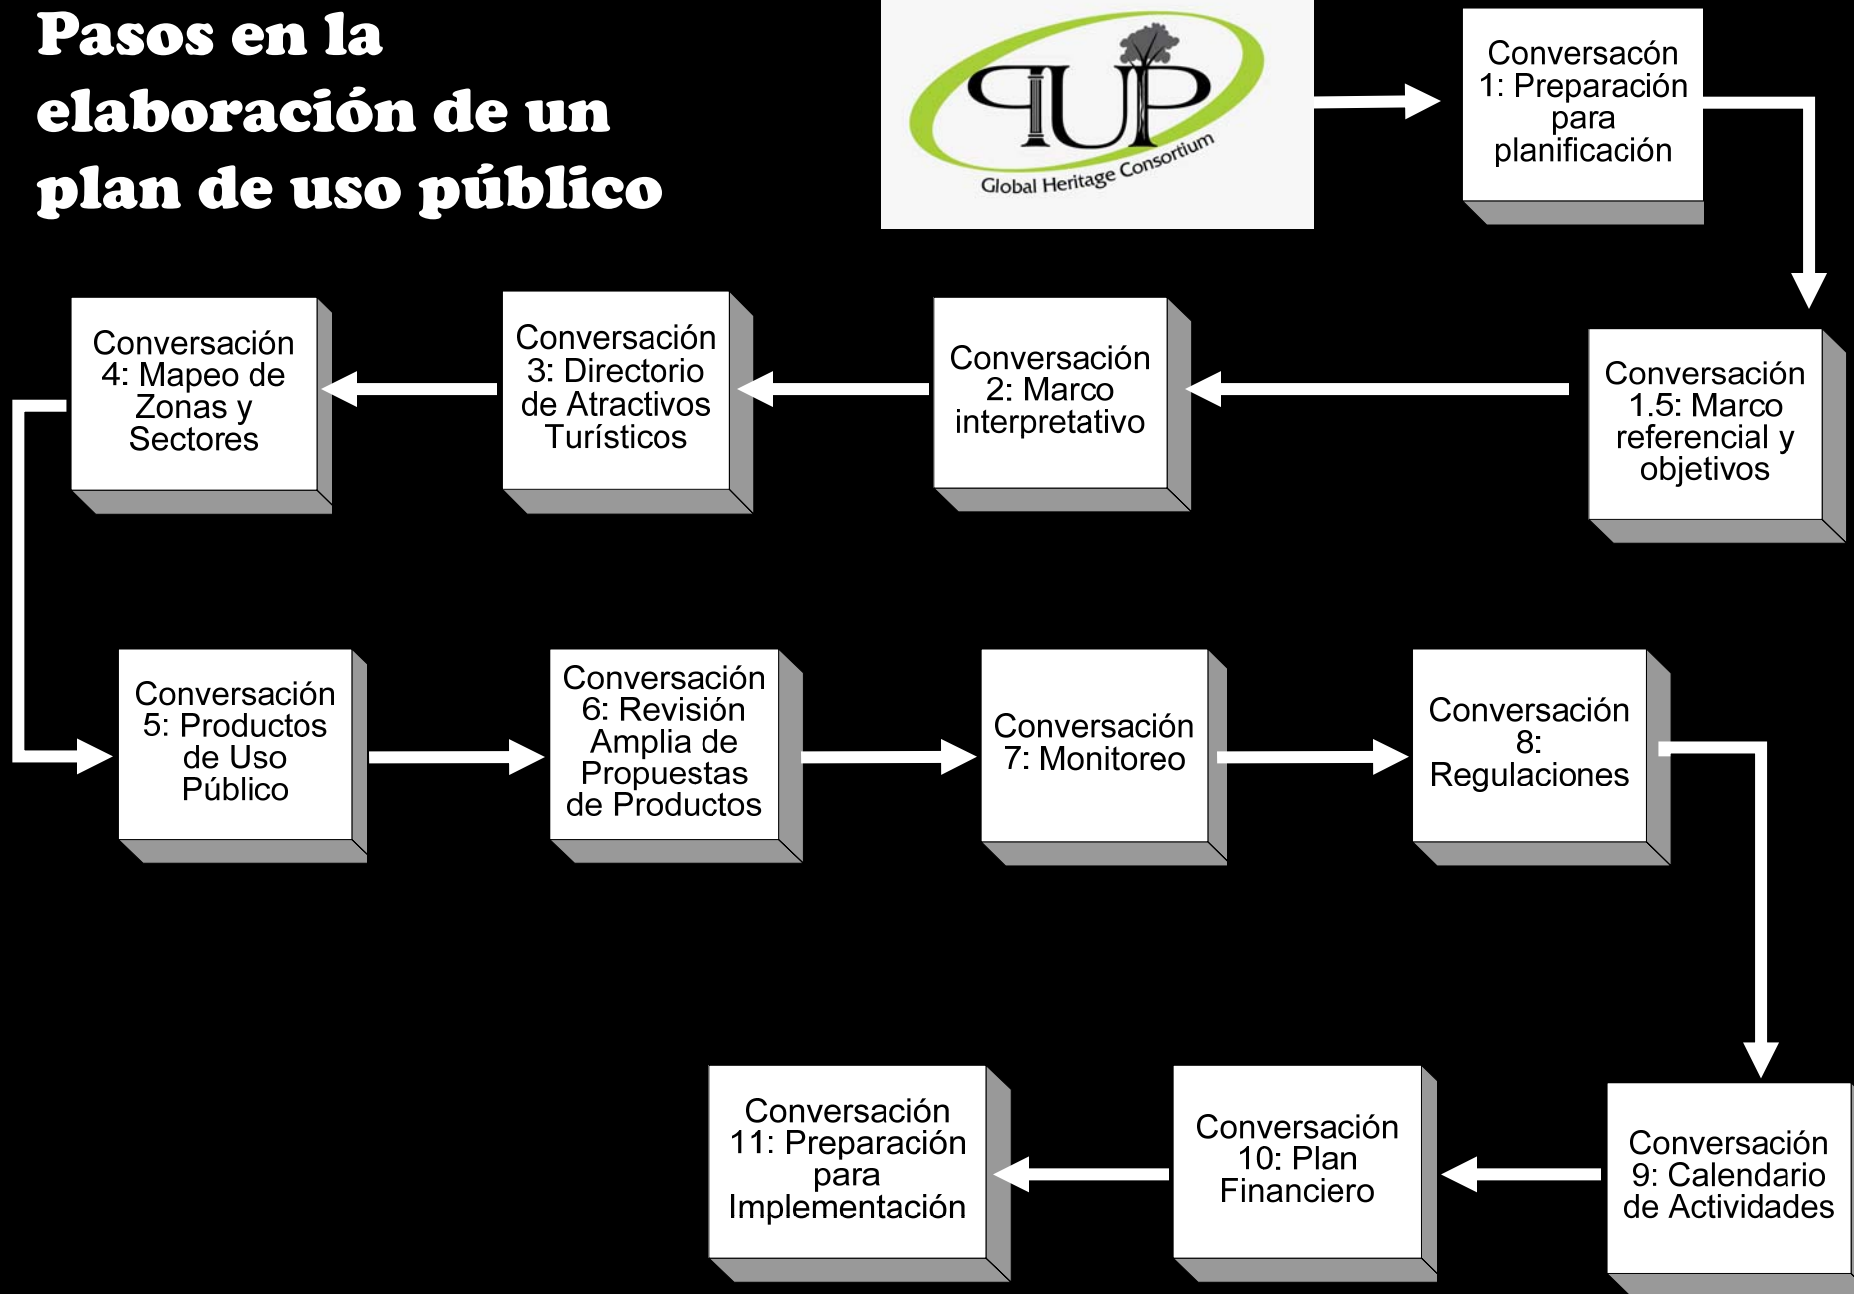 Pasos en la
elaboración de un
plan de uso público
PUP
Global Heritage Consortium
Conversacón
1: Preparación
para
planificación
Conversación
1.5: Marco
referencial y
objetivos
Conversación
2: Marco
interpretativo
Conversación
3: Directorio
de Atractivos
Turísticos
Conversación
4: Mapeo de
Zonas y
Sectores
Conversación
5: Productos
de Uso
Público
Conversación
6: Revisión
Amplia de
Propuestas
de Productos
Conversación
7: Monitoreo
Conversación
8:
Regulaciones
Conversación
9: Calendario
de Actividades
Conversación
10: Plan
Financiero
Conversación
11: Preparación
para
Implementación